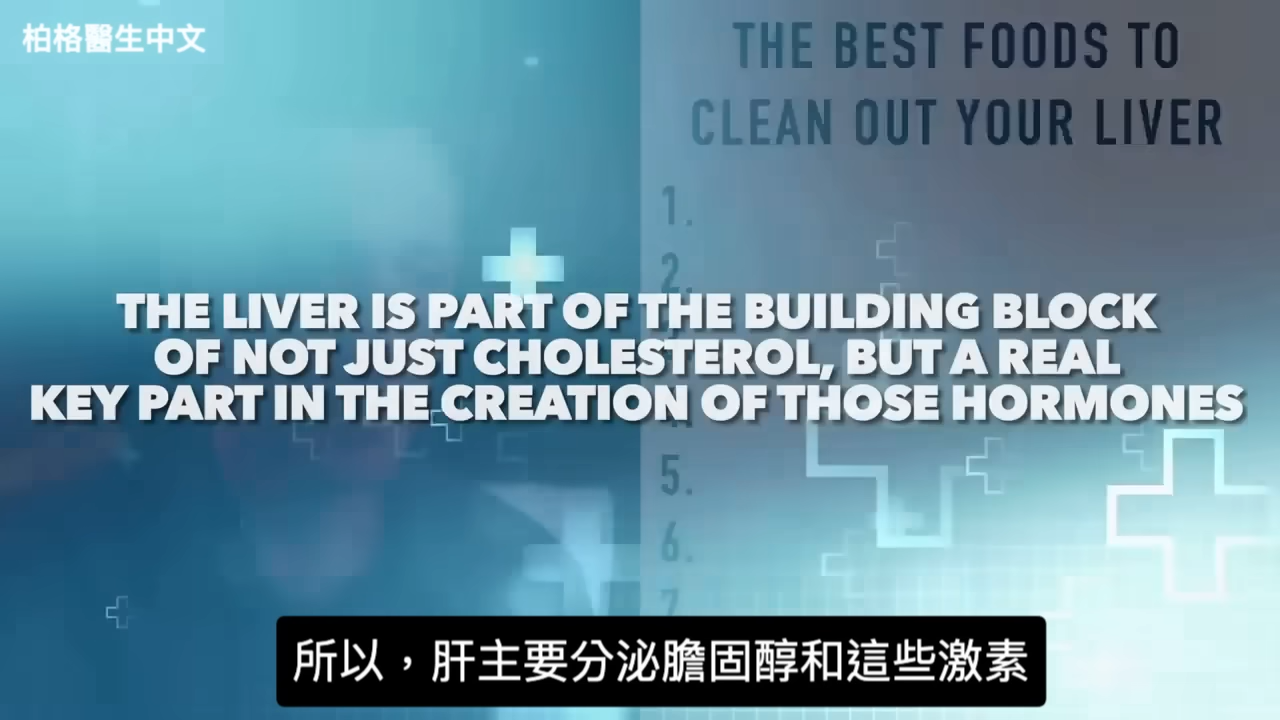 柏格醫生中文
THE BEST FOODS TO
CLEAN OUT YOUR LIVER
1.
2.
THE LIVER IS PART OF THE BUILDING BLOCK
OF NOT JUST CHOLESTEROL, BUT A REAL
KEY PART IN THE CREATION OF THOSE HORMONES
5.
6.
7
所以，肝主要分泌膽固醇和這些激素